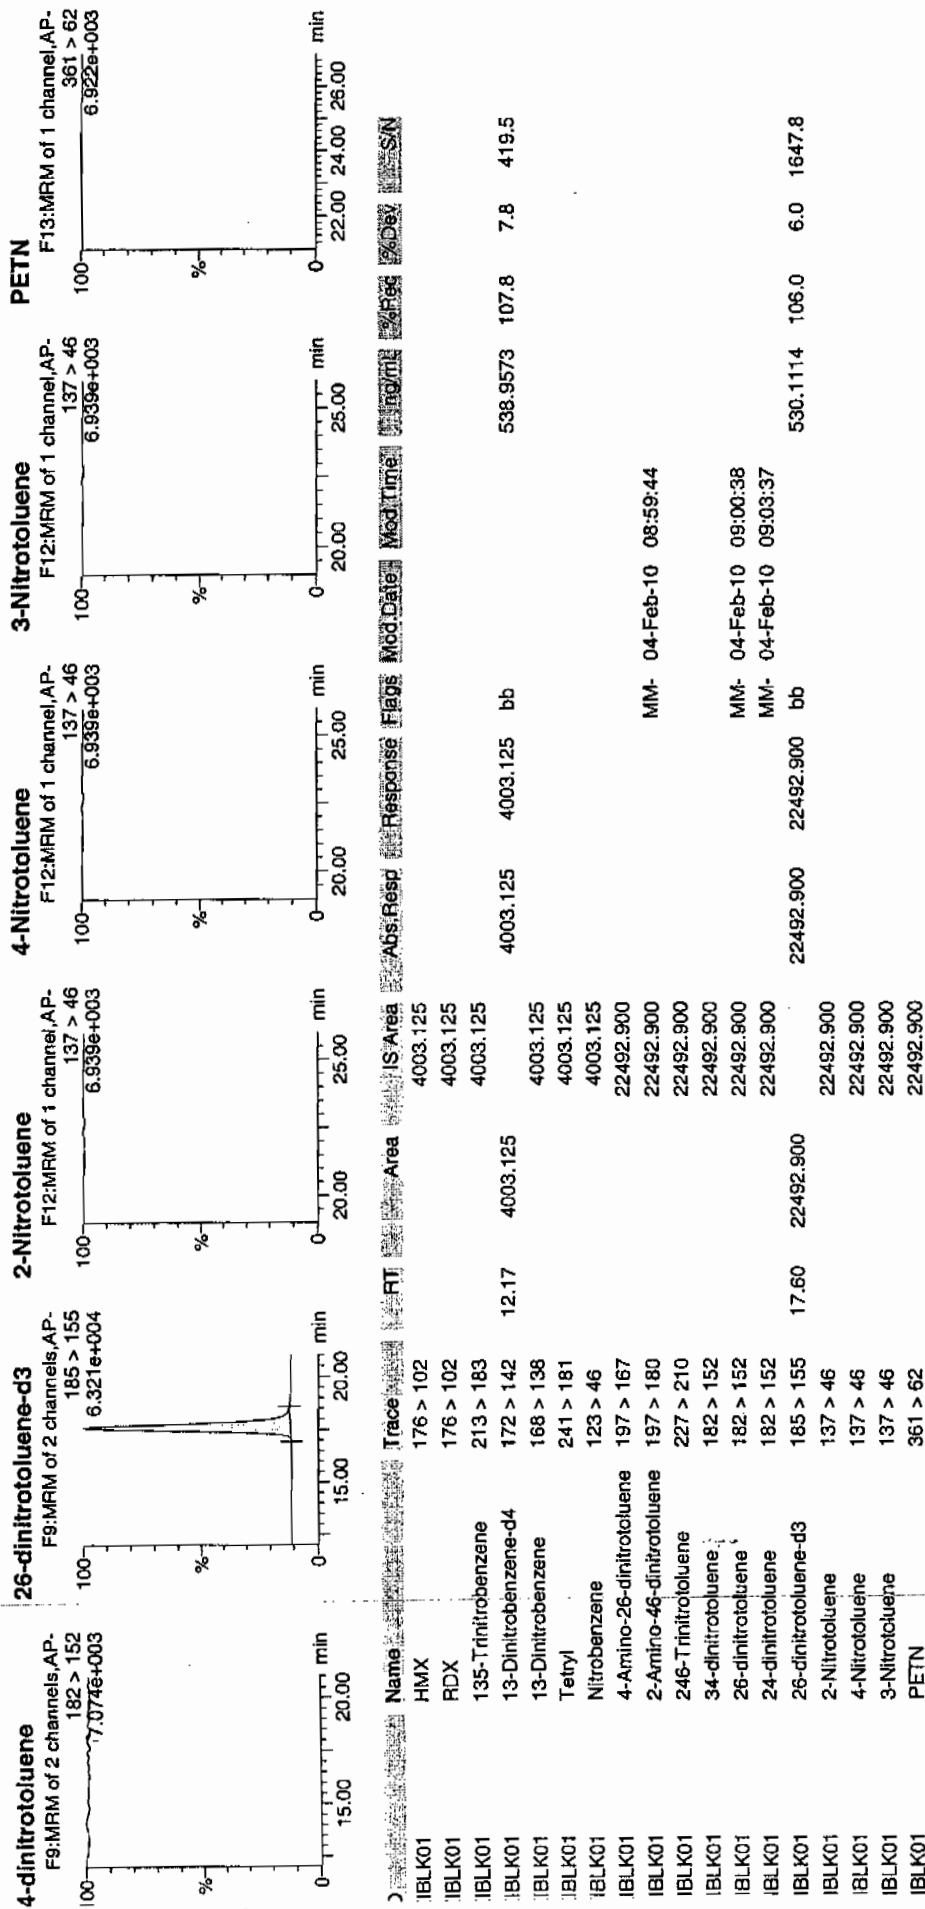 4-dinitrotoluene
F9:MRM of 2 channels,AP-
182 > 152
7.074e+003
100
%
0
15.00
20.00
min
26-dinitrotoluene-d3
F9:MRM of 2 channels,AP-
185 > 155
6.321e+004
100
%
0
15.00
20.00
min
2-Nitrotoluene
F12:MRM of 1 channel,AP-
137 > 46
6.939e+003
100
%
0
20.00
25.00
min
4-Nitrotoluene
F12:MRM of 1 channel,AP-
137 > 46
6.939e+003
100
%
0
20.00
25.00
min
3-Nitrotoluene
F12:MRM of 1 channel,AP-
137 > 46
6.939e+003
100
%
0
20.00
25.00
min
PETN
F13:MRM of 1 channel,AP-
361 > 62
6.922e+003
100
%
0
22.00
24.00
26.00
min
Name Trace RT Area IS Area Abs.Resp Response Flags Mod.Date Mod.Time ng/mL %Rec %Dev S/N
IBLK01 HMX 176 > 102 4003.125
IBLK01 RDX 176 > 102 4003.125
IBLK01 135-Trinitrobenzene 213 > 183 4003.125
IBLK01 13-Dinitrobenzene-d4 172 > 142 12.17 4003.125 4003.125 4003.125 bb 538.9573 107.8 7.8 419.5
IBLK01 13-Dinitrobenzene 168 > 138 4003.125
IBLK01 Tetryl 241 > 181 4003.125
IBLK01 Nitrobenzene 123 > 46 4003.125
IBLK01 4-Amino-26-dinitrotoluene 197 > 167 22492.900
IBLK01 2-Amino-46-dinitrotoluene 197 > 180 22492.900 MM- 04-Feb-10 08:59:44
IBLK01 246-Trinitrotoluene 227 > 210 22492.900
IBLK01 34-dinitrotoluene 182 > 152 22492.900
IBLK01 26-dinitrotoluene 182 > 152 22492.900 MM- 04-Feb-10 09:00:38
IBLK01 24-dinitrotoluene 182 > 152 22492.900 MM- 04-Feb-10 09:03:37
IBLK01 26-dinitrotoluene-d3 185 > 155 17.60 22492.900 22492.900 22492.900 bb 530.1114 106.0 6.0 1647.8
IBLK01 2-Nitrotoluene 137 > 46 22492.900
IBLK01 4-Nitrotoluene 137 > 46 22492.900
IBLK01 3-Nitrotoluene 137 > 46 22492.900
IBLK01 PETN 361 > 62 22492.900